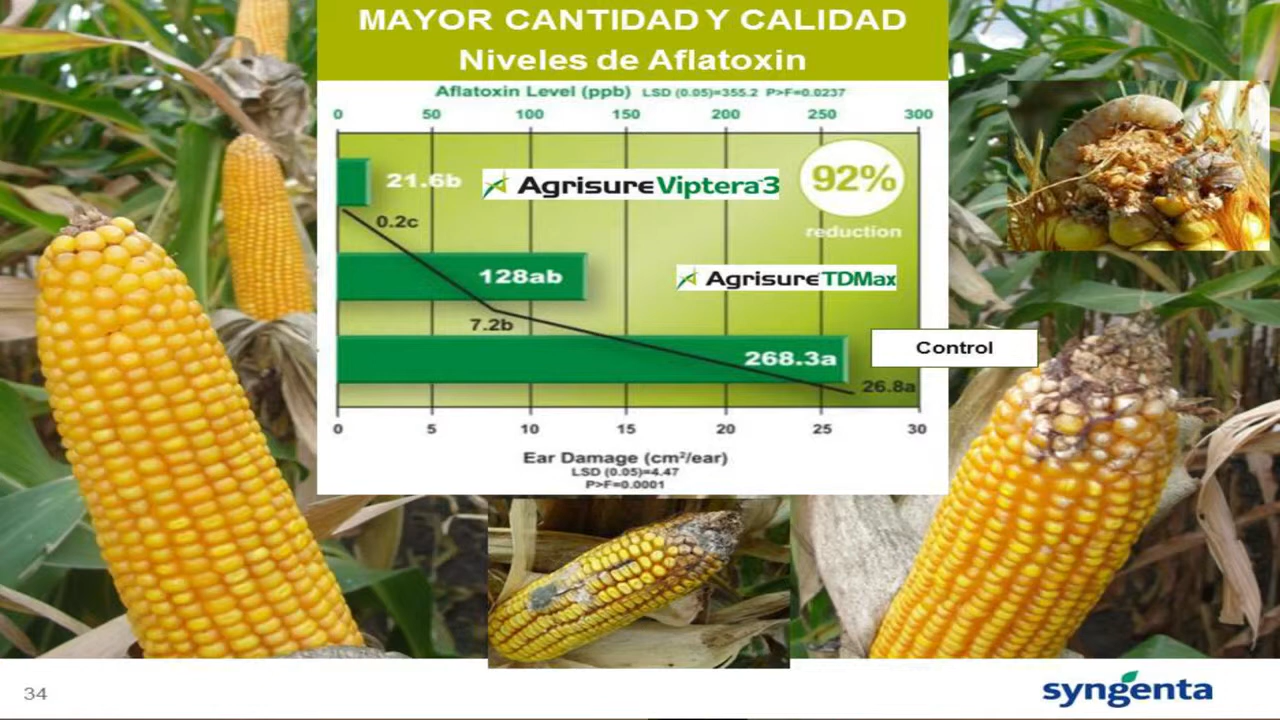 MAYOR CANTIDAD Y CALIDAD
Niveles de Aflatoxin
Aflatoxin Level (ppb) LSD (0.05)=355.2 P>F=0.0237
0 50 100 150 200 250 300
21.6b
AgrisureViptera™3
92%
reduction
0.2c
128ab
AgrisureTDMax
7.2b
268.3a
Control
26.8a
0 5 10 15 20 25 30
Ear Damage (cm²/ear)
LSD (0.05)=4.47
P>F=0.0001
34
syngenta